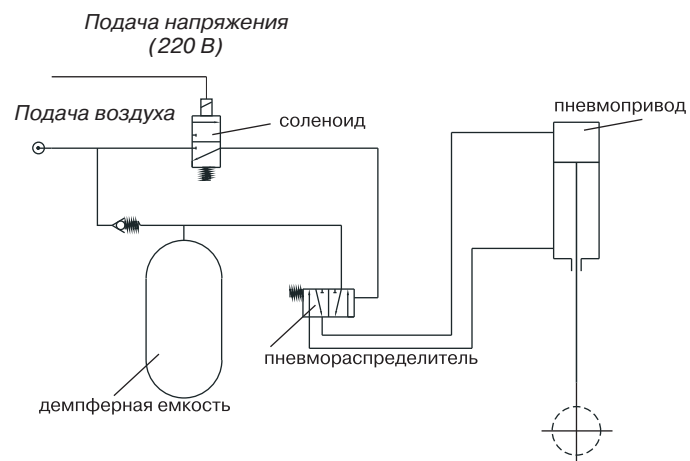 Подача напряжения
(220 В)
Подача воздуха
соленоид
пневмопривод
пневмораспределитель
демпферная емкость